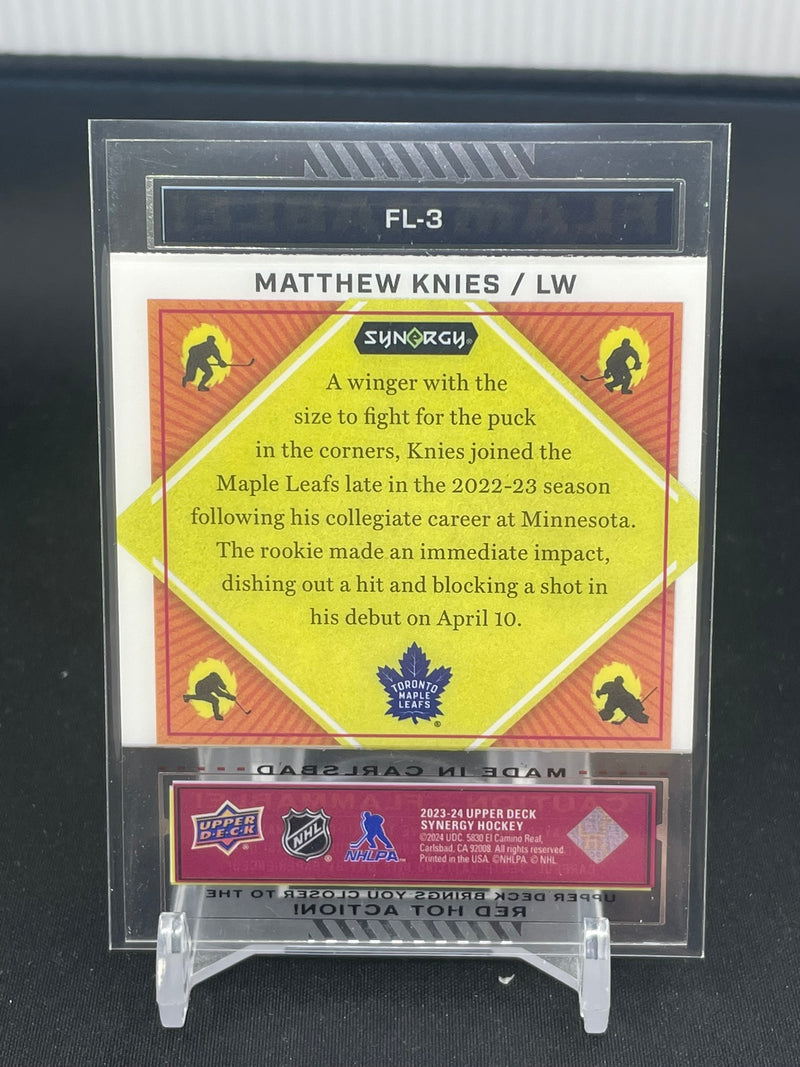 FL-3
MATTHEW KNIES / LW
SYNERGY®
A winger with the
size to fight for the puck
in the corners, Knies joined the
Maple Leafs late in the 2022-23 season
following his collegiate career at Minnesota.
The rookie made an immediate impact,
dishing out a hit and blocking a shot in
his debut on April 10.
TORONTO
MAPLE
LEAFS
®
MADE IN CARLSBAD
UPPER
D·E·C·K
®
NHL
®
NHLPA
2023-24 UPPER DECK
SYNERGY HOCKEY
©2024 UDC, 5830 El Camino Real,
Carlsbad, CA 92008. All rights reserved.
Printed in the USA. ©NHLPA. © NHL
UPPER DECK BRINGS YOU CLOSER TO THE
RED HOT ACTION!